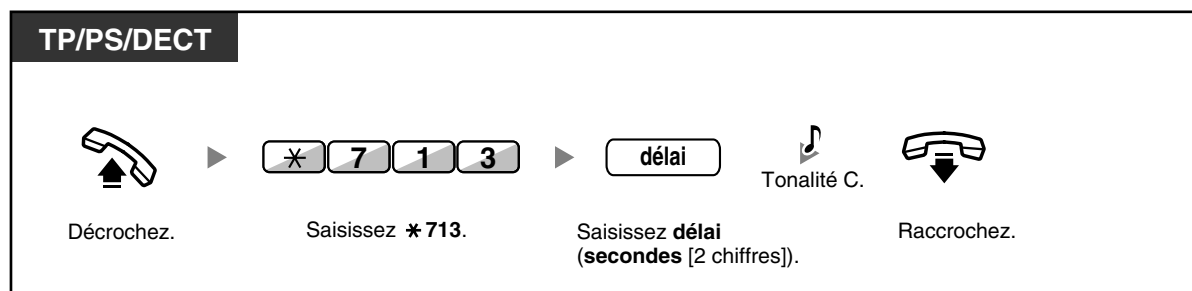 TP/PS/DECT
* 7 1 3
délai
Tonalité C.
Décrochez.
Saisissez * 713.
Saisissez délai
(secondes [2 chiffres]).
Raccrochez.